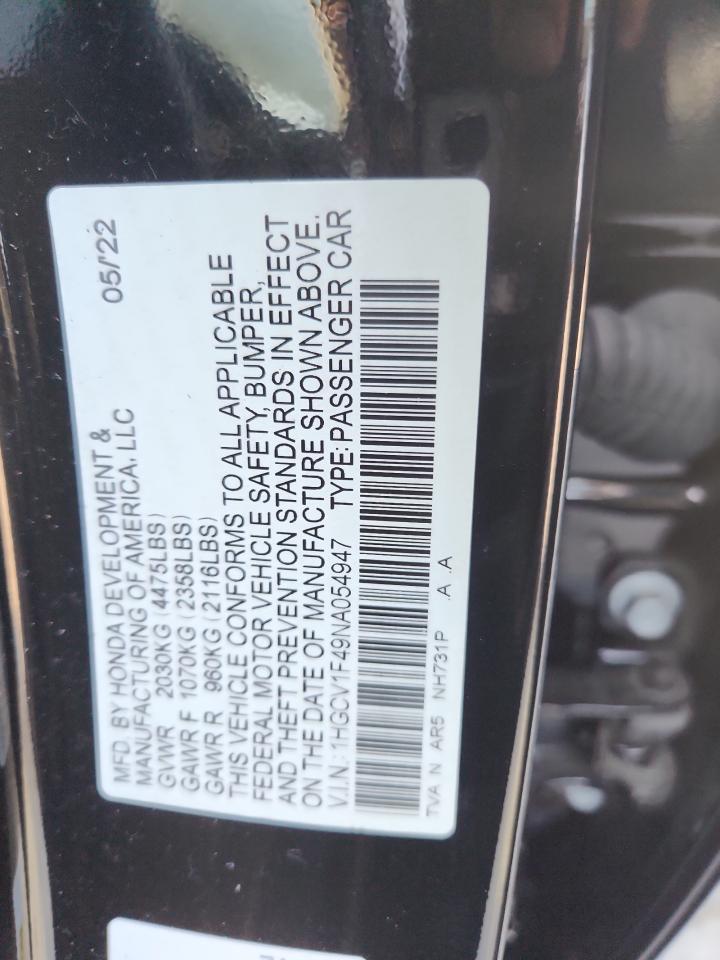 MFD. BY HONDA DEVELOPMENT & 05/22
MANUFACTURING OF AMERICA, LLC
GVWR 2030KG (4475LBS)
GAWR F 1070KG (2358LBS)
GAWR R 960KG (2116LBS)
THIS VEHICLE CONFORMS TO ALL APPLICABLE
FEDERAL MOTOR VEHICLE SAFETY, BUMPER,
AND THEFT PREVENTION STANDARDS IN EFFECT
ON THE DATE OF MANUFACTURE SHOWN ABOVE.
V.I.N.: 1HGCV1F49NA054947 TYPE: PASSENGER CAR
TVA N AR5 NH731P .A .A